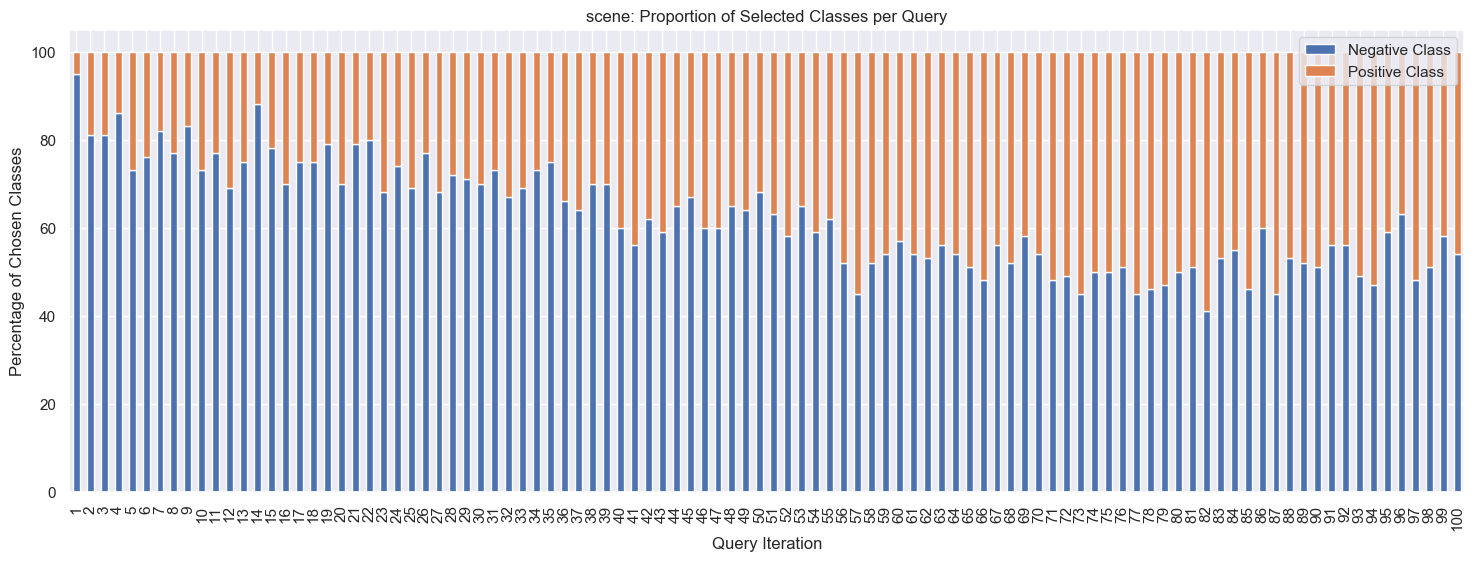 scene: Proportion of Selected Classes per Query
Negative Class
Positive Class
Percentage of Chosen Classes
100
80
60
40
20
0
1 2 3 4 5 6 7 8 9 10 11 12 13 14 15 16 17 18 19 20 21 22 23 24 25 26 27 28 29 30 31 32 33 34 35 36 37 38 39 40 41 42 43 44 45 46 47 48 49 50 51 52 53 54 55 56 57 58 59 60 61 62 63 64 65 66 67 68 69 70 71 72 73 74 75 76 77 78 79 80 81 82 83 84 85 86 87 88 89 90 91 92 93 94 95 96 97 98 99 100
Query Iteration